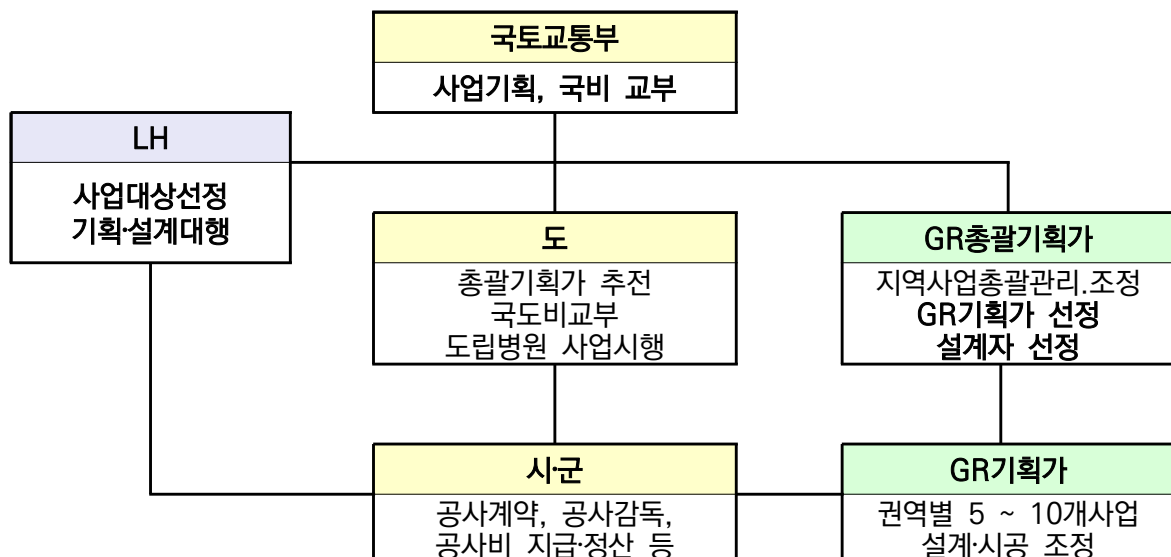 국토교통부
사업기획, 국비 교부
LH
사업대상선정
기획·설계대행
도
총괄기획가 추전
국도비교부
도립병원 사업시행
GR총괄기획가
지역사업총괄관리.조정
GR기획가 선정
설계자 선정
시·군
공사계약, 공사감독,
공사비 지급·정산 등
GR기획가
권역별 5 ~ 10개사업
설계·시공 조정